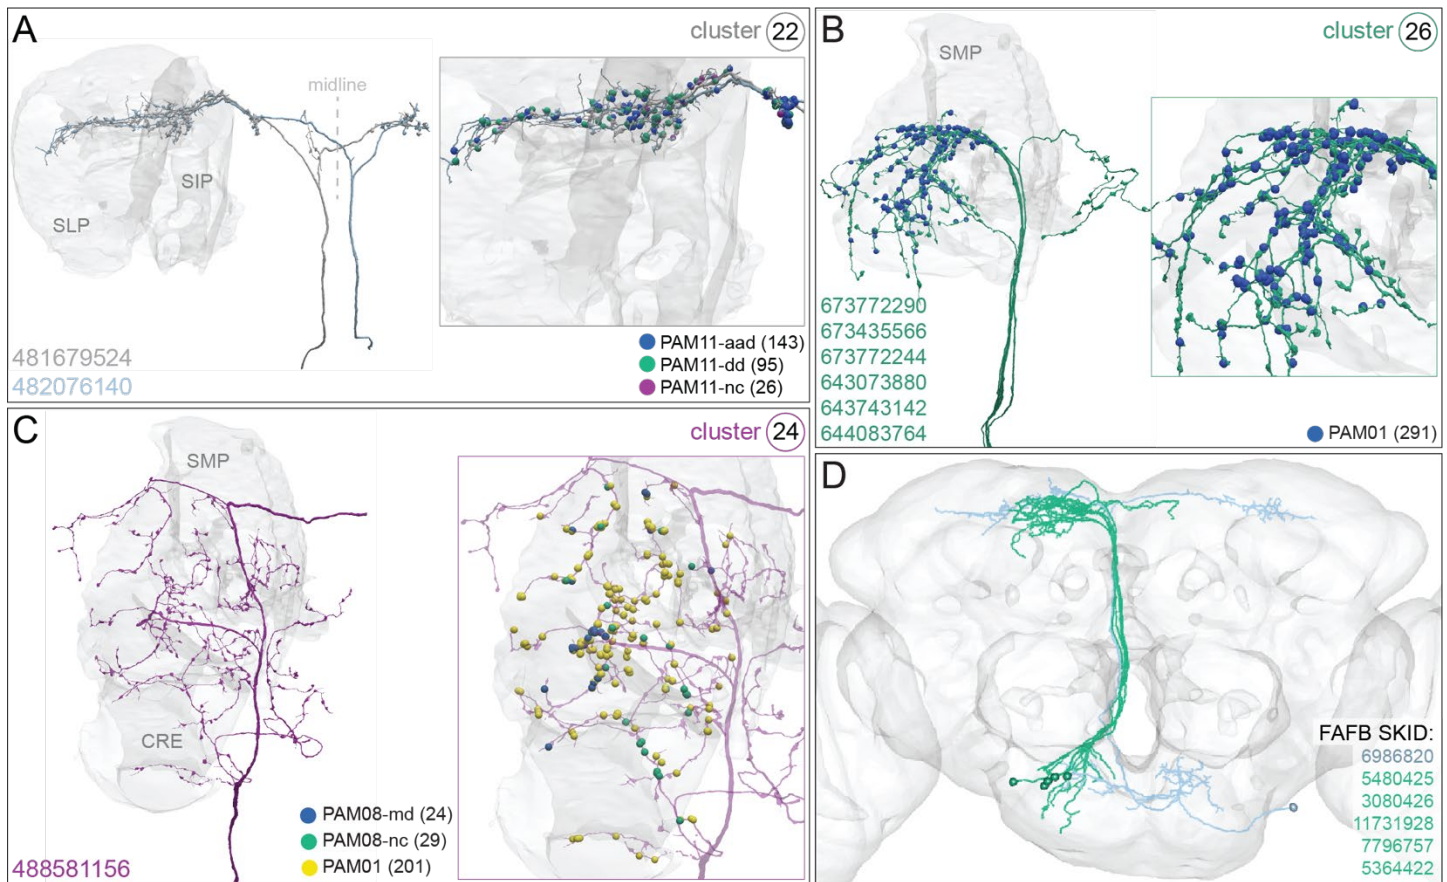 A
cluster 22
midline
SIP
SLP
481679524
482076140
PAM11-aad (143)
PAM11-dd (95)
PAM11-nc (26)
B
cluster 26
SMP
673772290
673435566
673772244
643073880
643743142
644083764
PAM01 (291)
C
cluster 24
SMP
CRE
488581156
PAM08-md (24)
PAM08-nc (29)
PAM01 (201)
D
FAFB SKID:
6986820
5480425
3080426
11731928
7796757
5364422